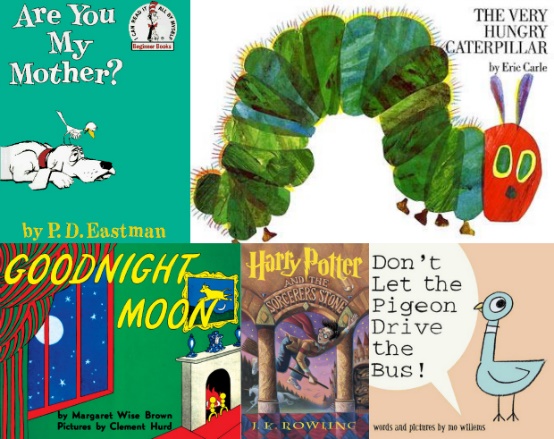 Are You
My
Mother?
I CAN READ IT ALL BY MYSELF
Beginner Books
by P. D. Eastman
THE VERY
HUNGRY
CATERPILLAR
by Eric Carle
GOODNIGHT
MOON
by Margaret Wise Brown
Pictures by Clement Hurd
Harry Potter
AND THE
SORCERER'S STONE
J. K. ROWLING
Don't
Let the
Pigeon
Drive
the
Bus!
words and pictures by mo willems